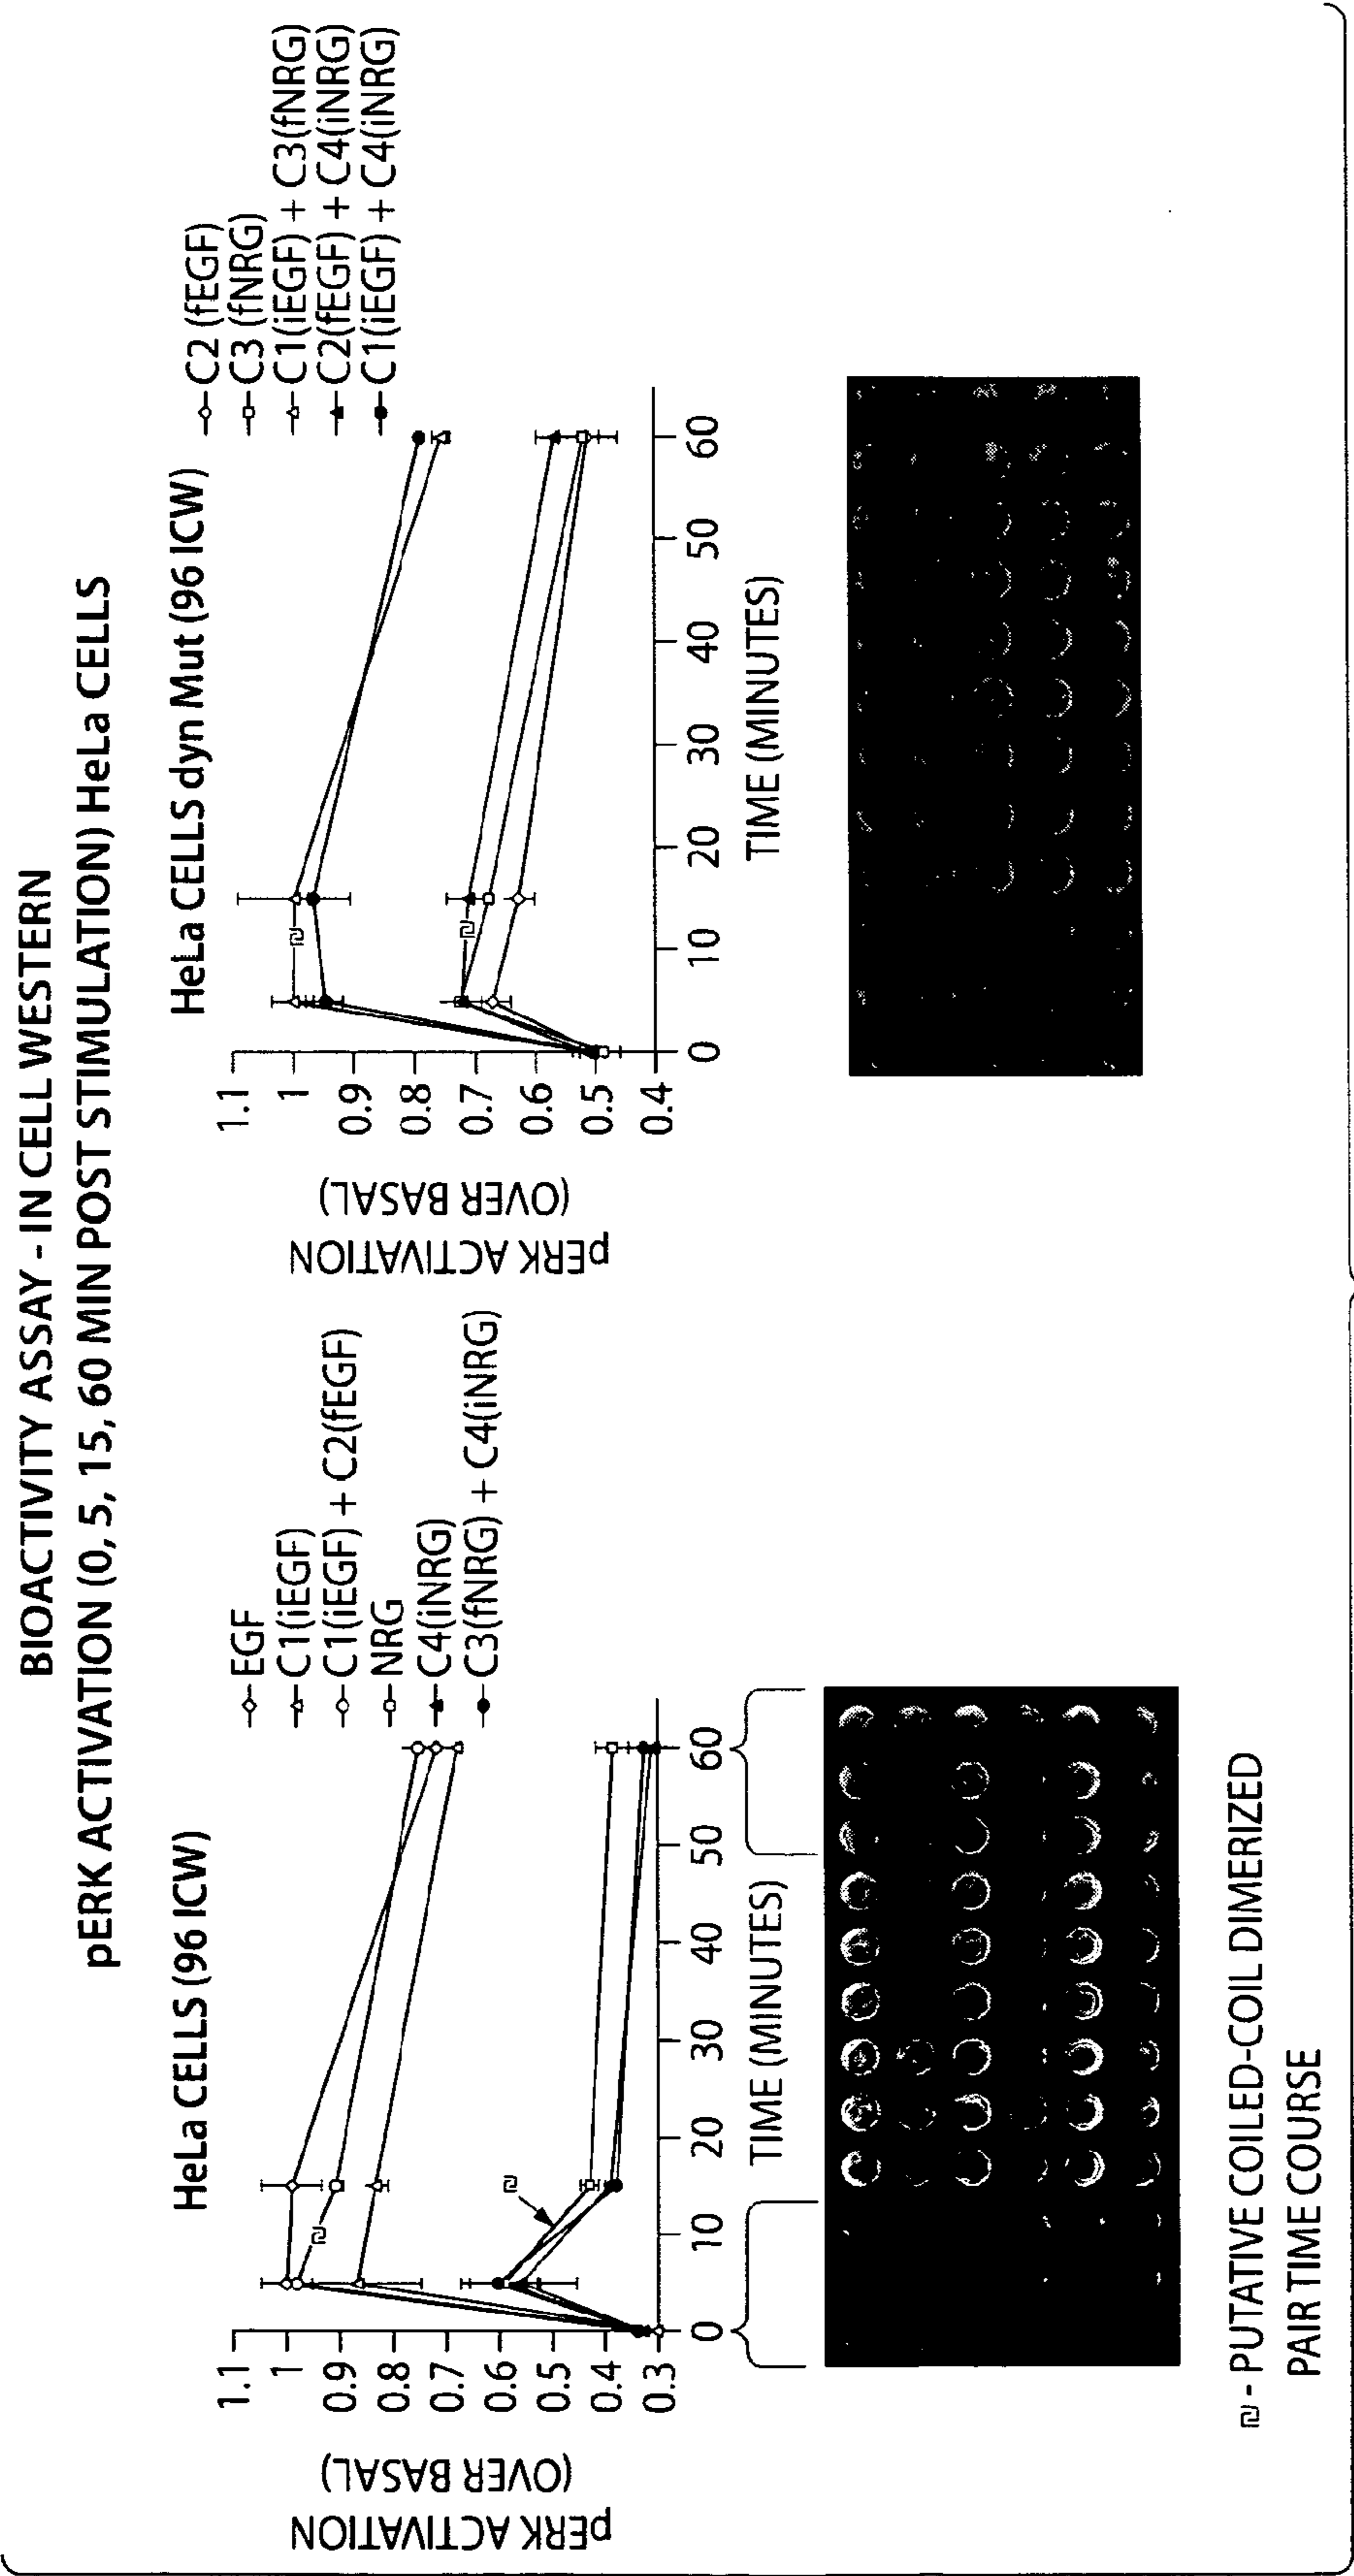 BIOACTIVITY ASSAY - IN CELL WESTERN
pERK ACTIVATION (0, 5, 15, 60 MIN POST STIMULATION) HeLa CELLS
HeLa CELLS (96 ICW)
EGF
C1(iEGF)
C1(iEGF) + C2(fEGF)
NRG
C4(iNRG)
C3(fNRG) + C4(iNRG)
pERK ACTIVATION
(OVER BASAL)
1.1
1
0.9
0.8
0.7
0.6
0.5
0.4
0.3
0 10 20 30 40 50 60
TIME (MINUTES)
HeLa CELLS dyn Mut (96 ICW)
C2 (fEGF)
C3 (fNRG)
C1(iEGF) + C3(fNRG)
C2(fEGF) + C4(iNRG)
C1(iEGF) + C4(iNRG)
pERK ACTIVATION
(OVER BASAL)
1.1
1
0.9
0.8
0.7
0.6
0.5
0.4
0 10 20 30 40 50 60
TIME (MINUTES)
- PUTATIVE COILED-COIL DIMERIZED
PAIR TIME COURSE